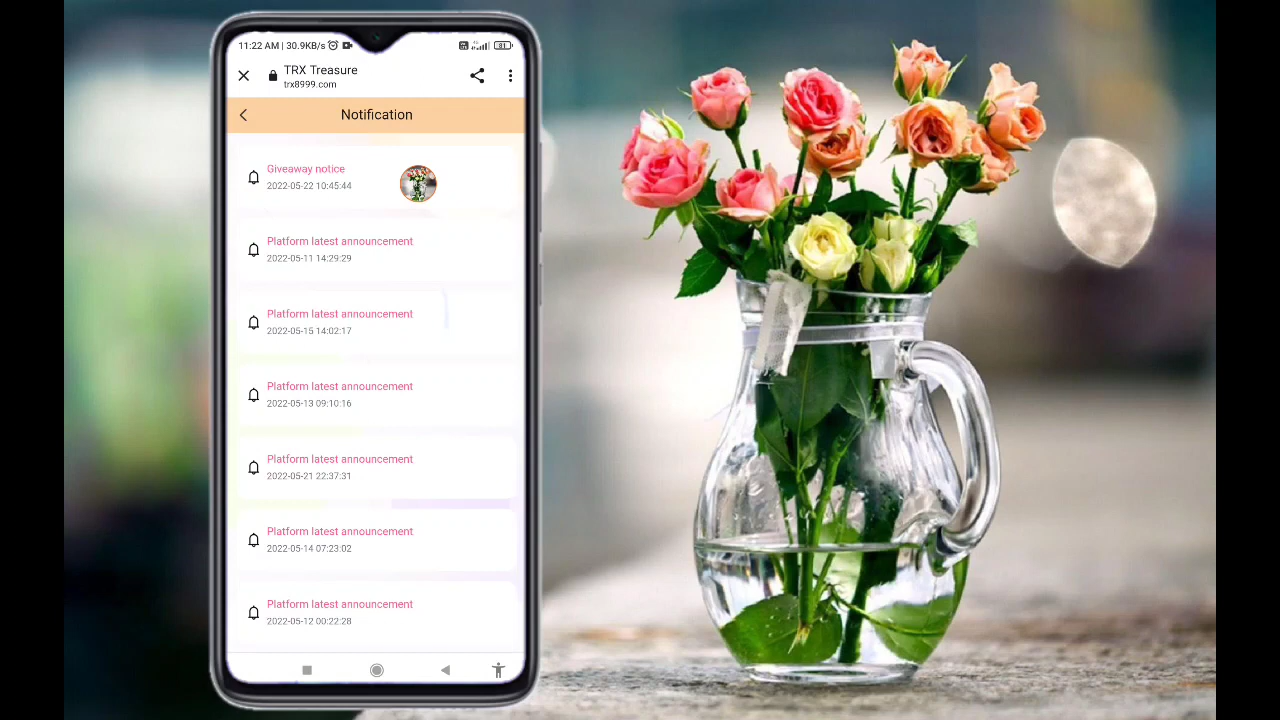 11:22 AM | 30.9KB/s
81
TRX Treasure
trx8999.com
Notification
Giveaway notice
2022-05-22 10:45:44
Platform latest announcement
2022-05-11 14:29:29
Platform latest announcement
2022-05-15 14:02:17
Platform latest announcement
2022-05-13 09:10:16
Platform latest announcement
2022-05-21 22:37:31
Platform latest announcement
2022-05-14 07:23:02
Platform latest announcement
2022-05-12 00:22:28